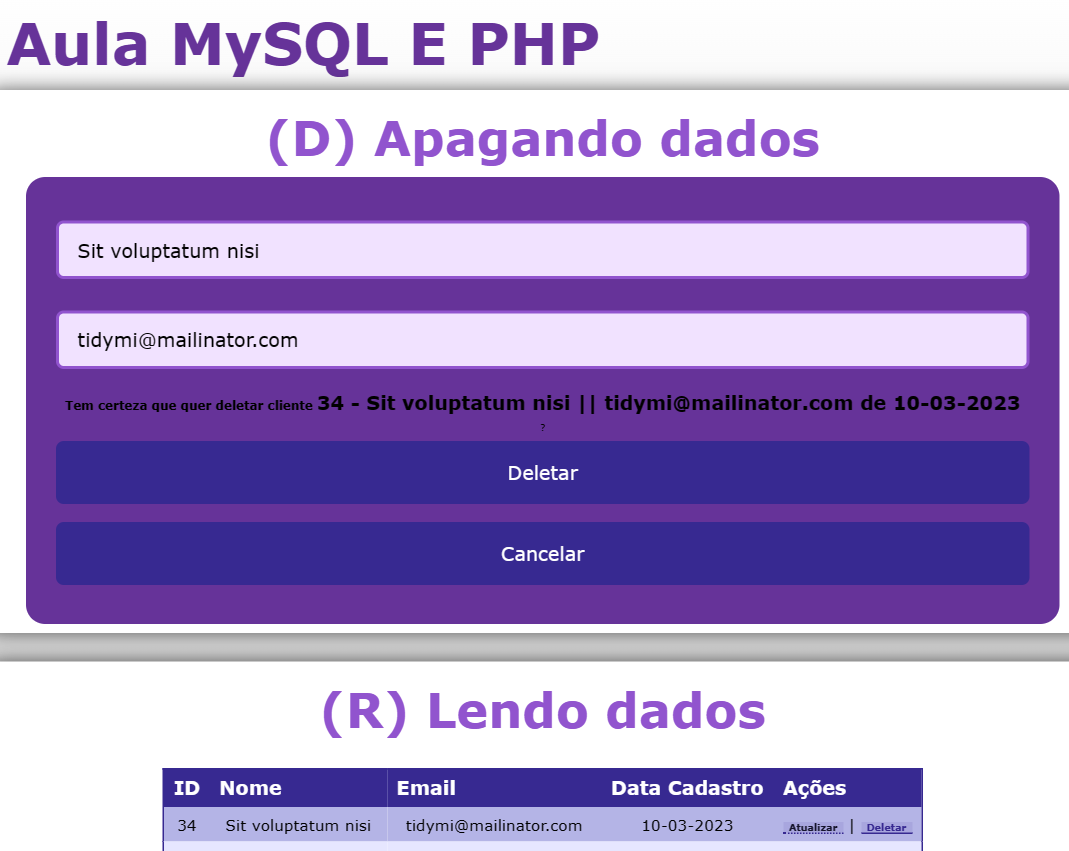 Aula MySQL E PHP
(D) Apagando dados
Sit voluptatum nisi
tidymi@mailinator.com
Tem certeza que quer deletar cliente 34 - Sit voluptatum nisi || tidymi@mailinator.com de 10-03-2023
?
Deletar
Cancelar
(R) Lendo dados
ID Nome Email Data Cadastro Ações
34 Sit voluptatum nisi tidymi@mailinator.com 10-03-2023 Atualizar | Deletar